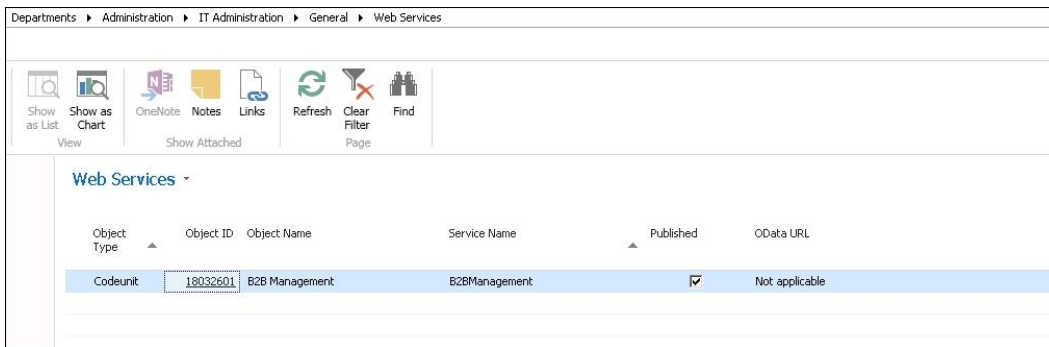 Departments ▸ Administration ▸ IT Administration ▸ General ▸ Web Services
Show as List
Show as Chart
OneNote
Notes
Links
Refresh
Clear Filter
Find
View
Show Attached
Page
Web Services
Object Type Object ID Object Name Service Name Published OData URL
Codeunit 18032601 B2B Management B2BManagement Not applicable